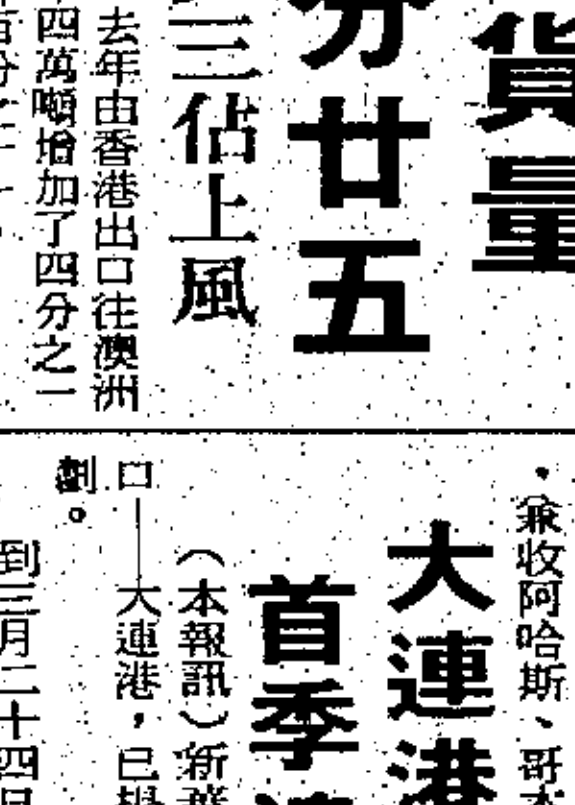 貨量
分廿五
三佔上風
去年由香港出口往澳洲
四萬噸增加了四分之一
・兼收阿哈斯、哥
大連港
首季
（本報訊）新華
口——大連港，已
劃。
到三月二十四日